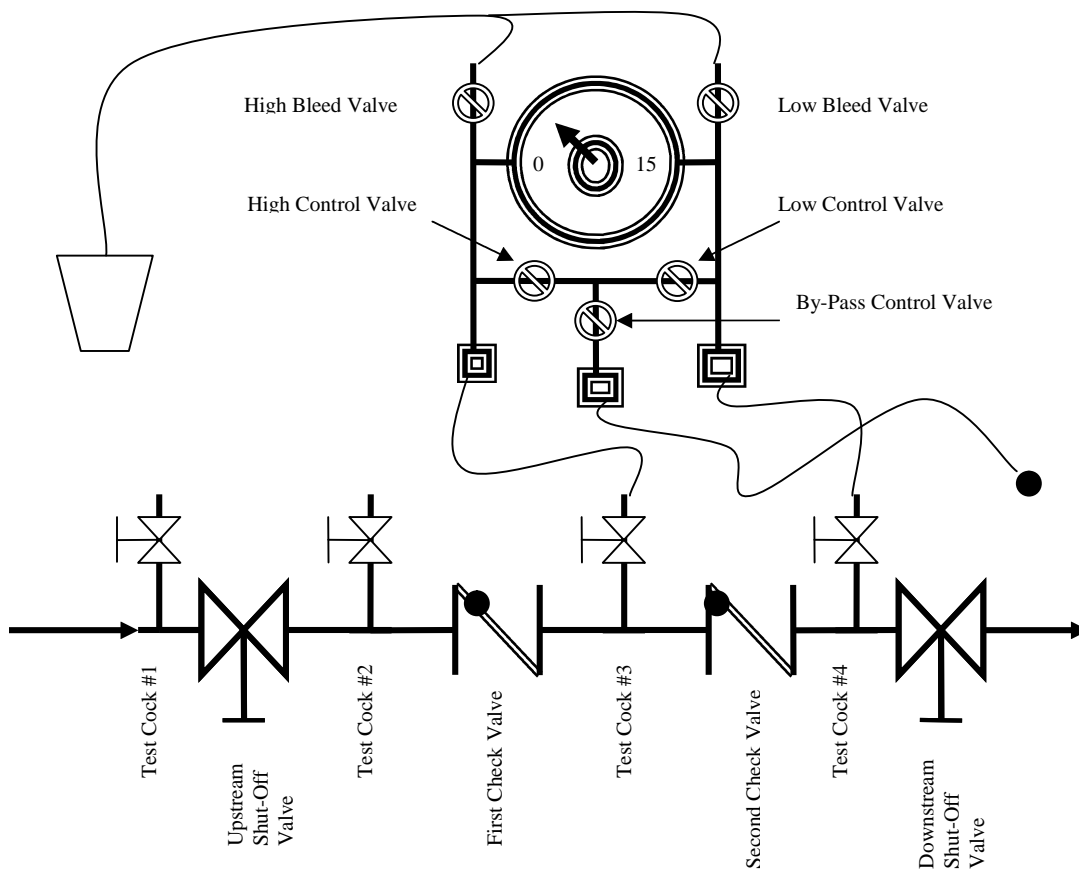 High Bleed Valve
Low Bleed Valve
0
15
High Control Valve
Low Control Valve
By-Pass Control Valve
Test Cock #1
Upstream
Shut-Off
Valve
Test Cock #2
First Check Valve
Test Cock #3
Second Check Valve
Test Cock #4
Downstream
Shut-Off
Valve